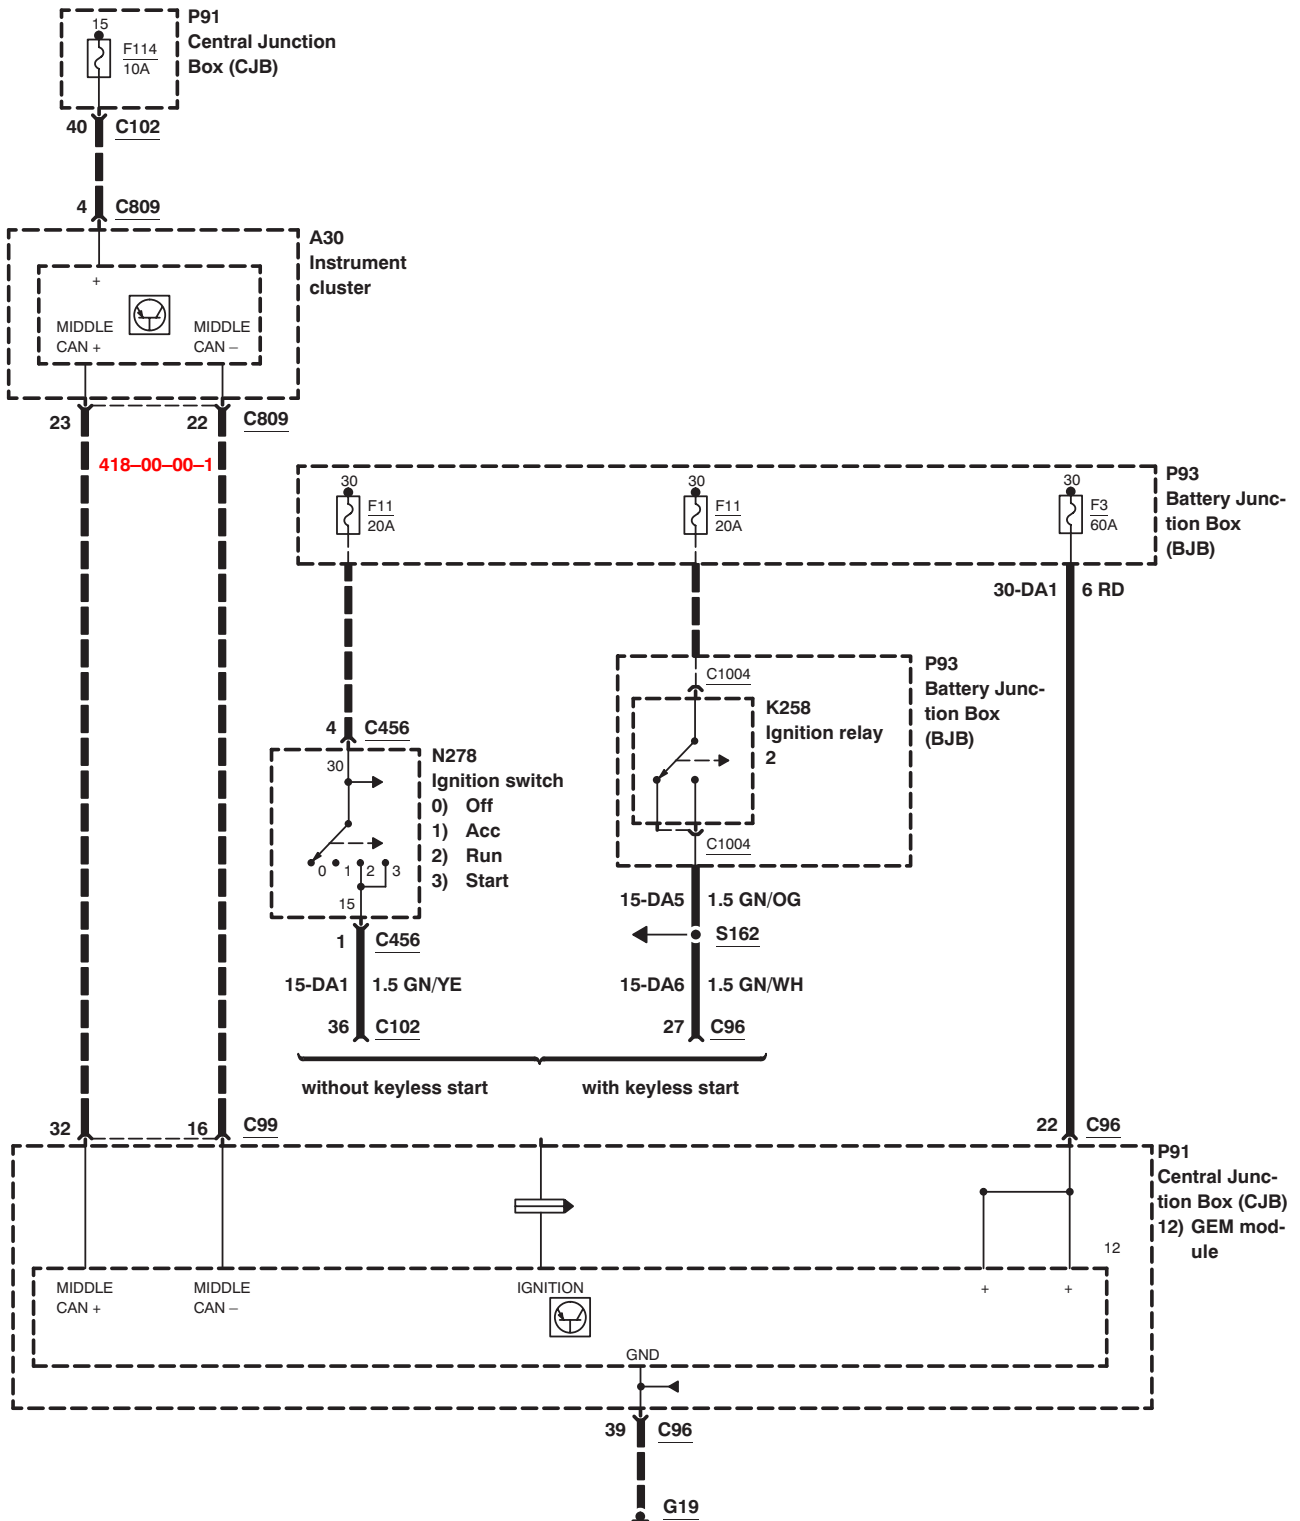 15
P91
Central Junction
Box (CJB)
F114
10A
40 C102
4 C809
A30
Instrument
cluster
+
MIDDLE
CAN +
MIDDLE
CAN –
23 22 C809
418–00–00–1
30
F11
20A
30
F11
20A
30
F3
60A
P93
Battery Junc-
tion Box
(BJB)
30-DA1 6 RD
C1004
P93
Battery Junc-
tion Box
(BJB)
K258
Ignition relay
2
C1004
4 C456
30
N278
Ignition switch
0) Off
1) Acc
2) Run
3) Start
0 1 2 3
15
1 C456
15-DA5 1.5 GN/OG
S162
15-DA1 1.5 GN/YE
15-DA6 1.5 GN/WH
36 C102
27 C96
without keyless start
with keyless start
32 16 C99
22 C96
P91
Central Junc-
tion Box (CJB)
12) GEM mod-
ule
12
MIDDLE
CAN +
MIDDLE
CAN –
IGNITION
+ +
GND
39 C96
G19